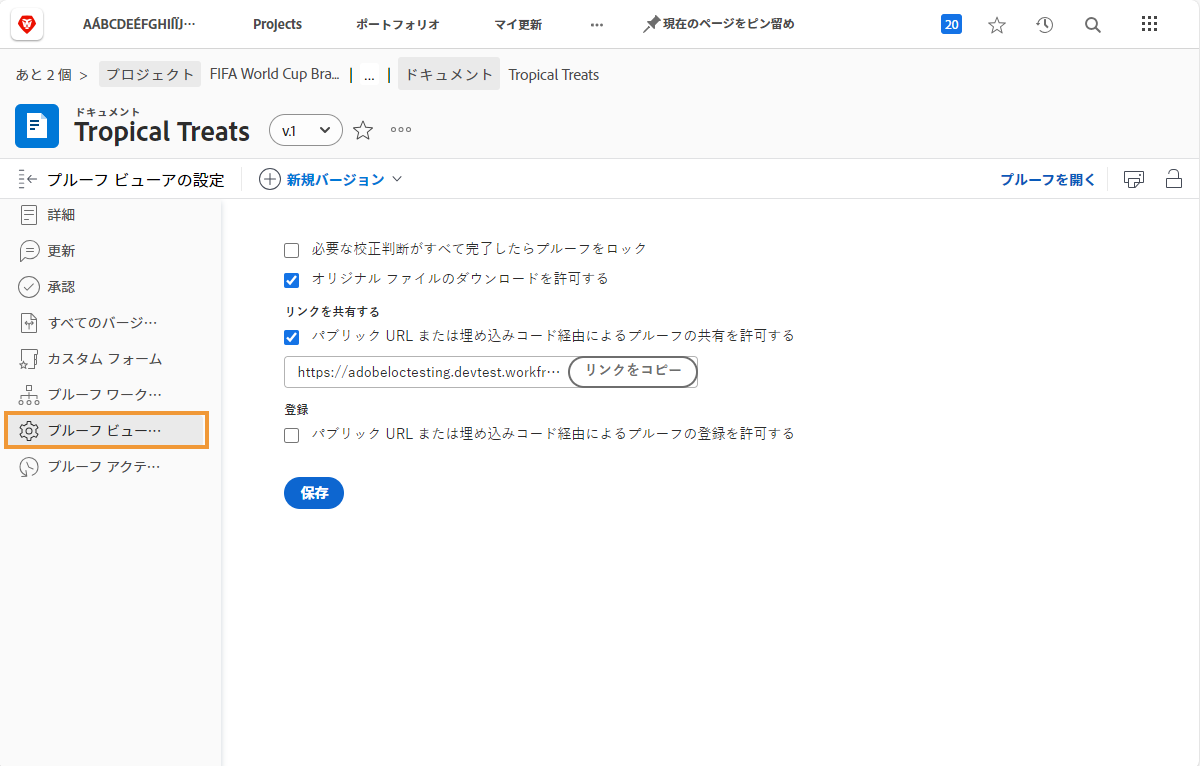 AÁBCDEÉFGHIÍĨJ…
Projects
ポートフォリオ
マイ更新
…
現在のページをピン留め
20
あと 2 個 >
プロジェクト
FIFA World Cup Bra...
|
...
|
ドキュメント
Tropical Treats
ドキュメント
Tropical Treats
v.1
プルーフ ビューアの設定
新規バージョン
プルーフを開く
詳細
更新
承認
すべてのバージ…
カスタム フォーム
プルーフ ワーク…
プルーフ ビュー…
プルーフ アクテ…
必要な校正判断がすべて完了したらプルーフをロック
オリジナル ファイルのダウンロードを許可する
リンクを共有する
パブリック URL または埋め込みコード経由によるプルーフの共有を許可する
https://adobeloctesting.devtest.workfr…
リンクをコピー
登録
パブリック URL または埋め込みコード経由によるプルーフの登録を許可する
保存